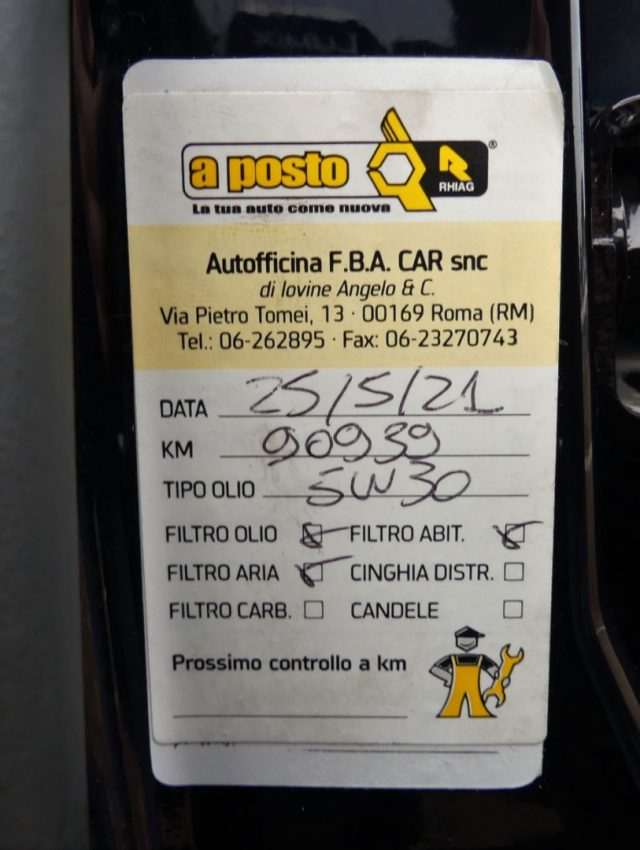 a posto RHIAG ®
La tua auto come nuova
Autofficina F.B.A. CAR snc
di Iovine Angelo & C.
Via Pietro Tomei, 13 · 00169 Roma (RM)
Tel.: 06-262895 · Fax: 06-23270743
DATA 25/5/21
KM 90939
TIPO OLIO 5W30
FILTRO OLIO FILTRO ABIT.
FILTRO ARIA CINGHIA DISTR.
FILTRO CARB. CANDELE
Prossimo controllo a km